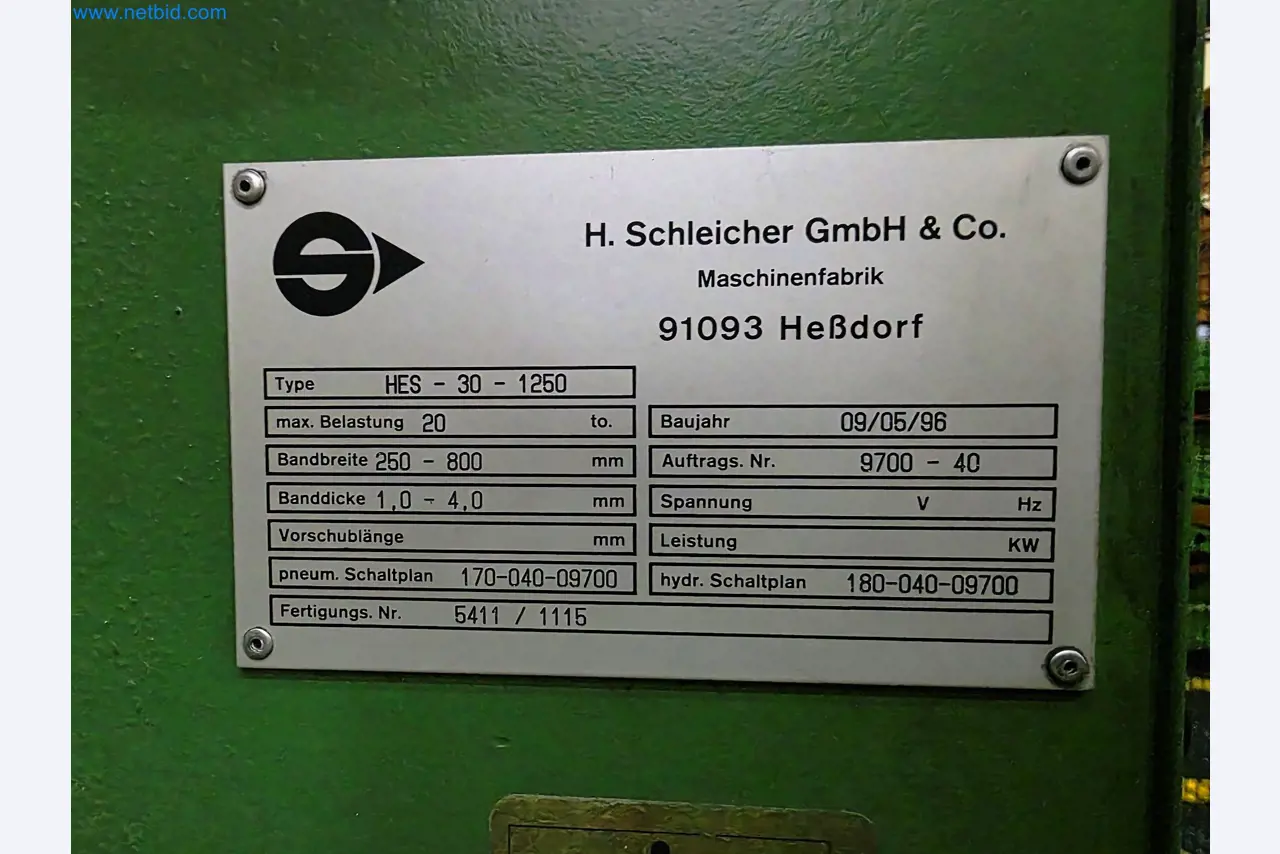 www.netbid.com
H. Schleicher GmbH & Co.
Maschinenfabrik
91093 Heßdorf
Type HES - 30 - 1250
max. Belastung 20 to.
Baujahr 09/05/96
Bandbreite 250 - 800 mm
Auftrags. Nr. 9700 - 40
Banddicke 1,0 - 4,0 mm
Spannung V Hz
Vorschublänge mm
Leistung KW
pneum. Schaltplan 170-040-09700
hydr. Schaltplan 180-040-09700
Fertigungs. Nr. 5411 / 1115